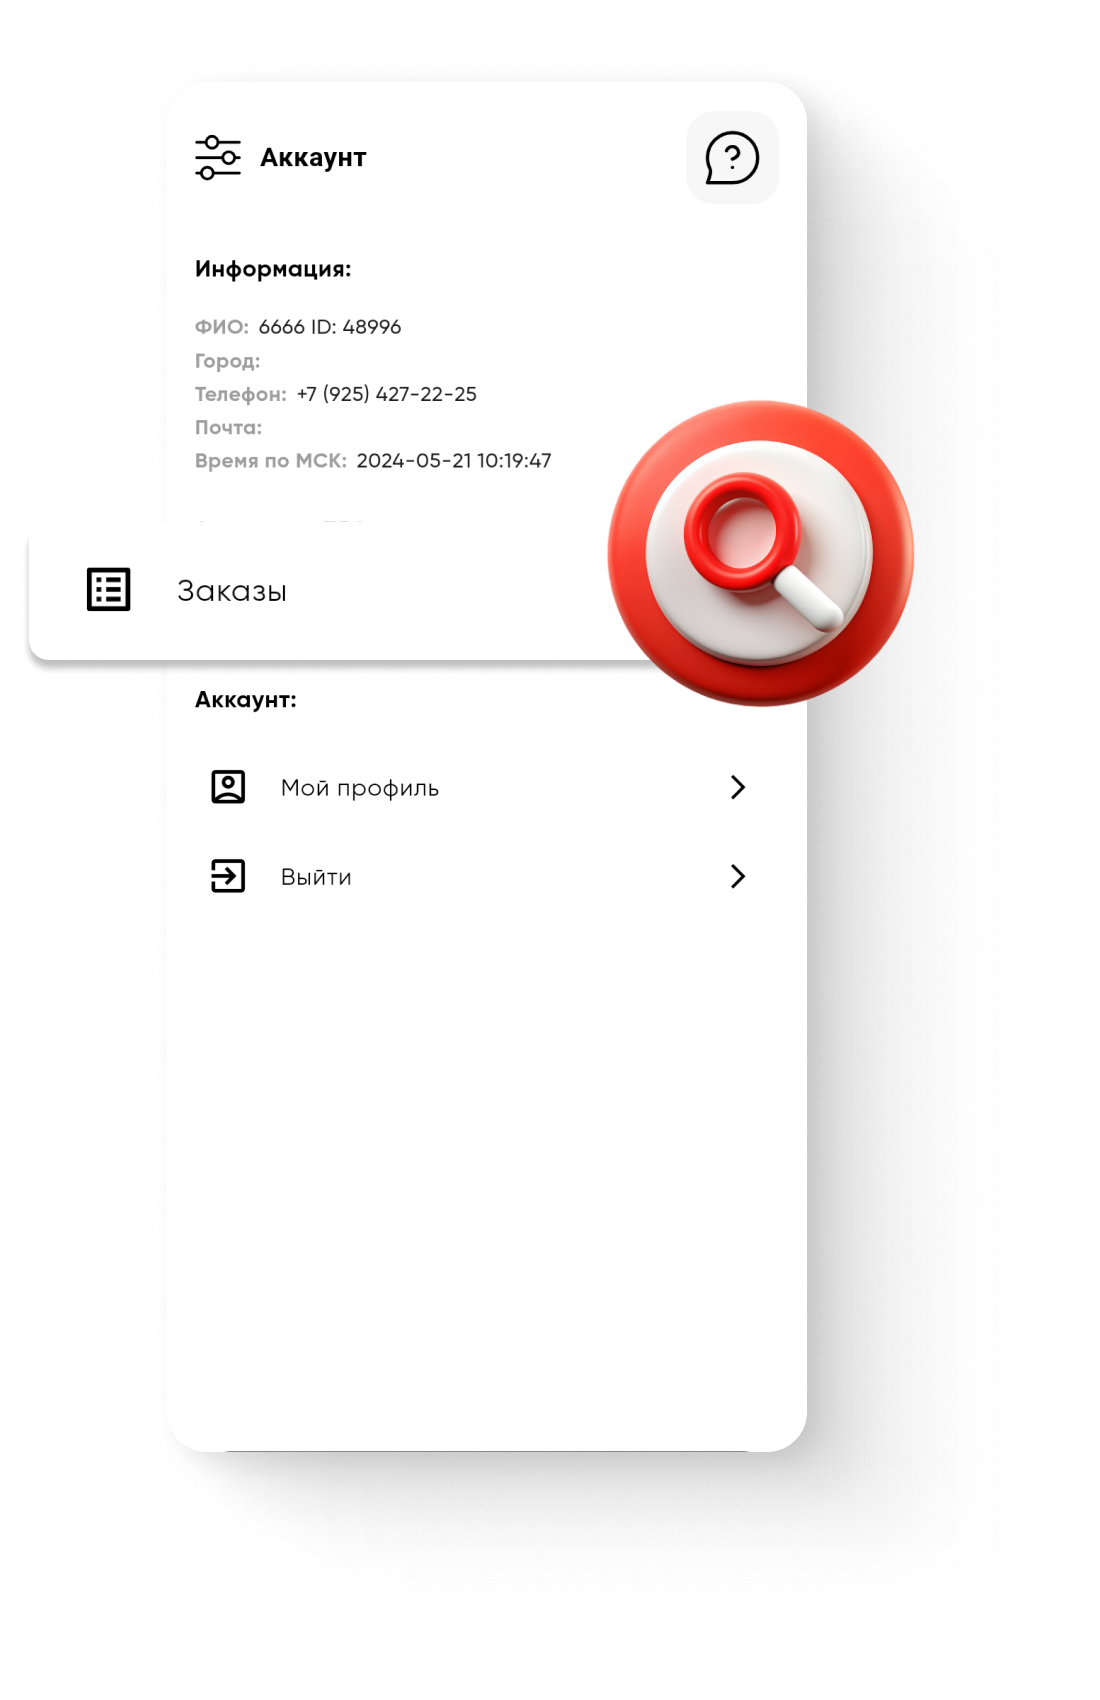 Аккаунт
Информация:
ФИО: 6666 ID: 48996
Город:
Телефон: +7 (925) 427-22-25
Почта:
Время по МСК: 2024-05-21 10:19:47
Заказы
Аккаунт:
Мой профиль
Выйти